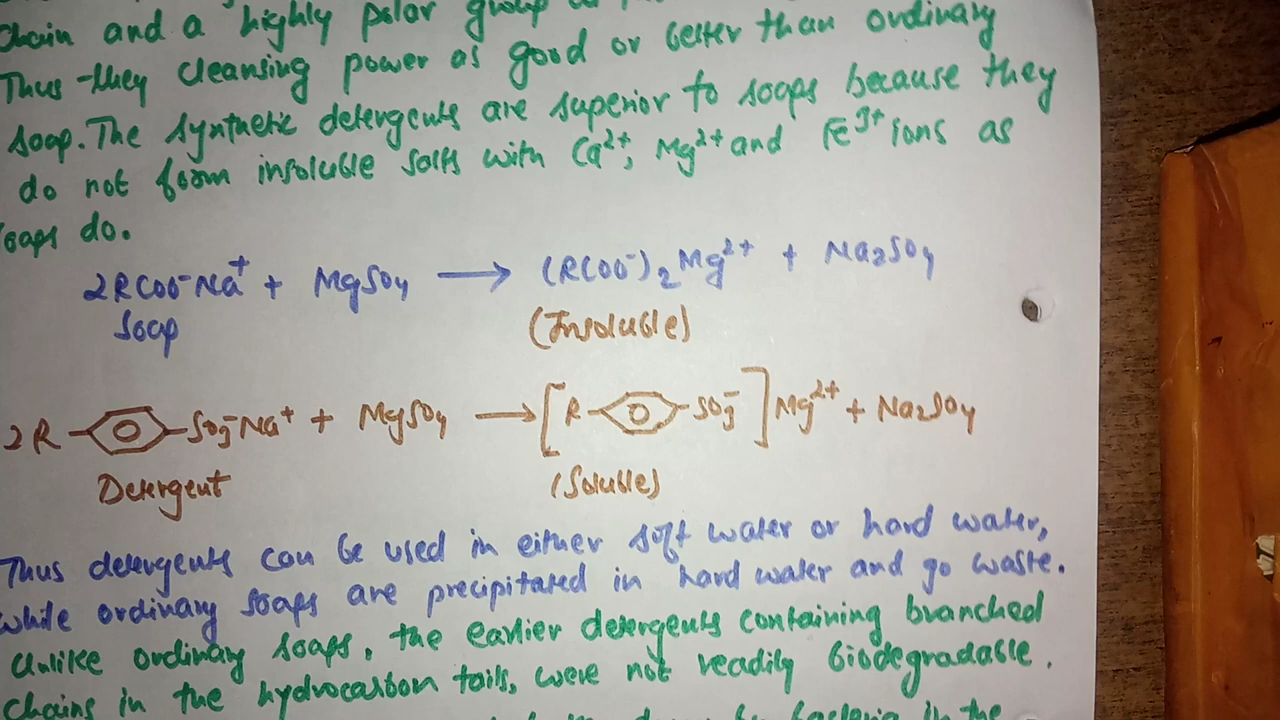 chain and a highly polar group
Thus they cleansing power as good or better than ordinary
soap. The synthetic detergents are superior to soaps because they
do not form insoluble salts with Ca²⁺, Mg²⁺ and Fe³⁺ ions as
soaps do.
2RCOO⁻Na⁺ + MgSO₄ ⟶ (RCOO⁻)₂Mg²⁺ + Na₂SO₄
Soap (Insoluble)
2R-SO₃⁻Na⁺ + MgSO₄ ⟶ [R-SO₃⁻]Mg²⁺ + Na₂SO₄
Detergent (Soluble)
Thus detergents can be used in either soft water or hard water,
while ordinary soaps are precipitated in hard water and go waste.
Unlike ordinary soaps, the earlier detergents containing branched
chains in the hydrocarbon tails, were not readily biodegradable.
by bacteria in the